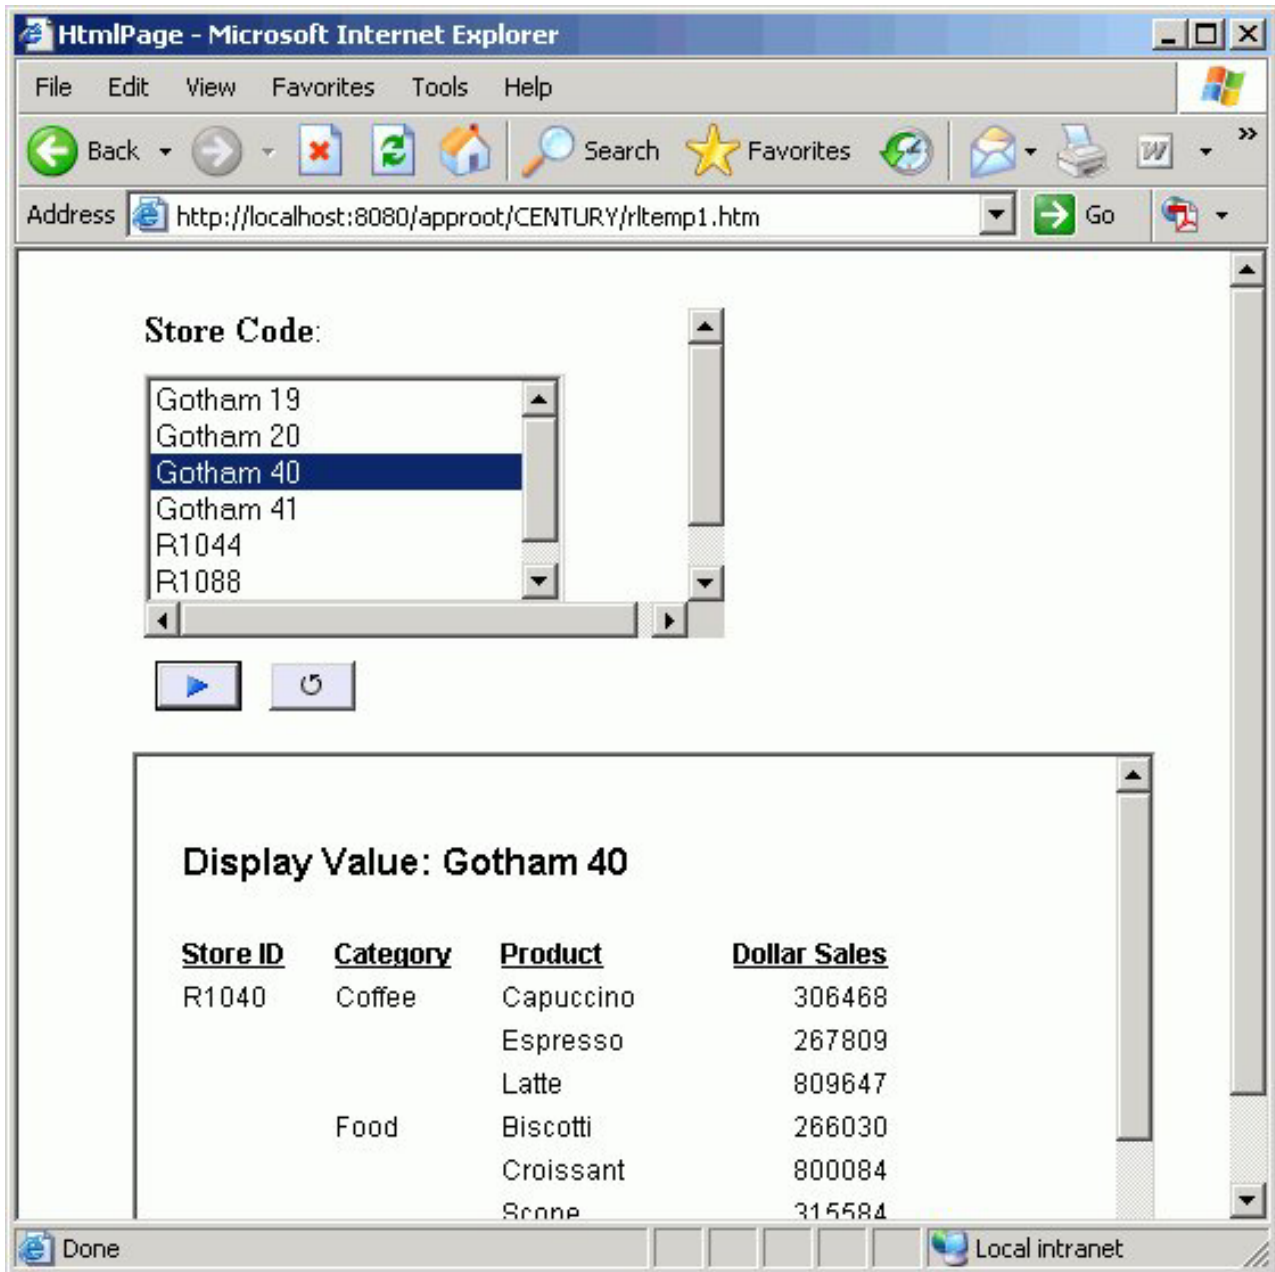 HtmlPage - Microsoft Internet Explorer
File Edit View Favorites Tools Help
Back Search Favorites
Address http://localhost:8080/approot/CENTURY/rltemp1.htm Go
Store Code:
Gotham 19
Gotham 20
Gotham 40
Gotham 41
R1044
R1088
Display Value: Gotham 40
Store ID Category Product Dollar Sales
R1040 Coffee Capuccino 306468
Espresso 267809
Latte 809647
Food Biscotti 266030
Croissant 800084
Scone 315584
Done Local intranet